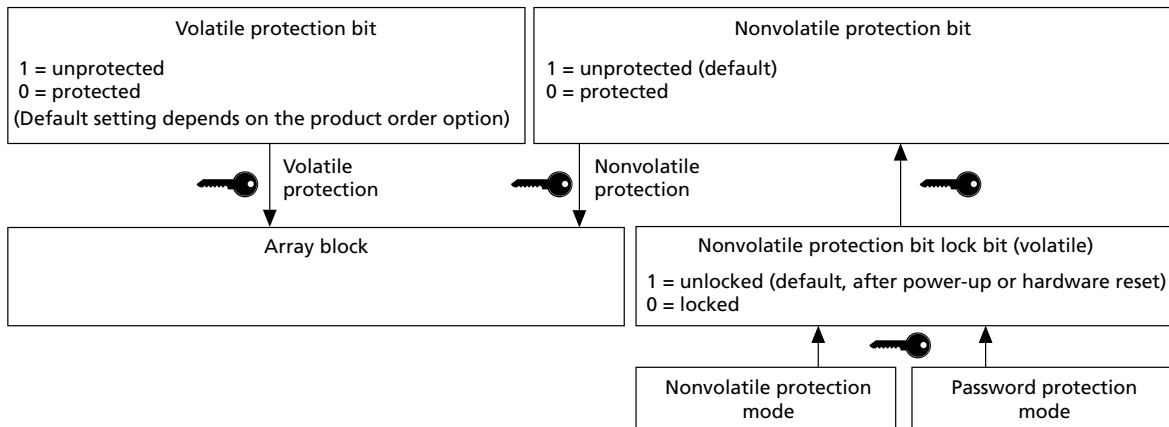 Volatile protection bit
1 = unprotected
0 = protected
(Default setting depends on the product order option)
Nonvolatile protection bit
1 = unprotected (default)
0 = protected
Volatile
protection
Nonvolatile
protection
Array block
Nonvolatile protection bit lock bit (volatile)
1 = unlocked (default, after power-up or hardware reset)
0 = locked
Nonvolatile protection
mode
Password protection
mode